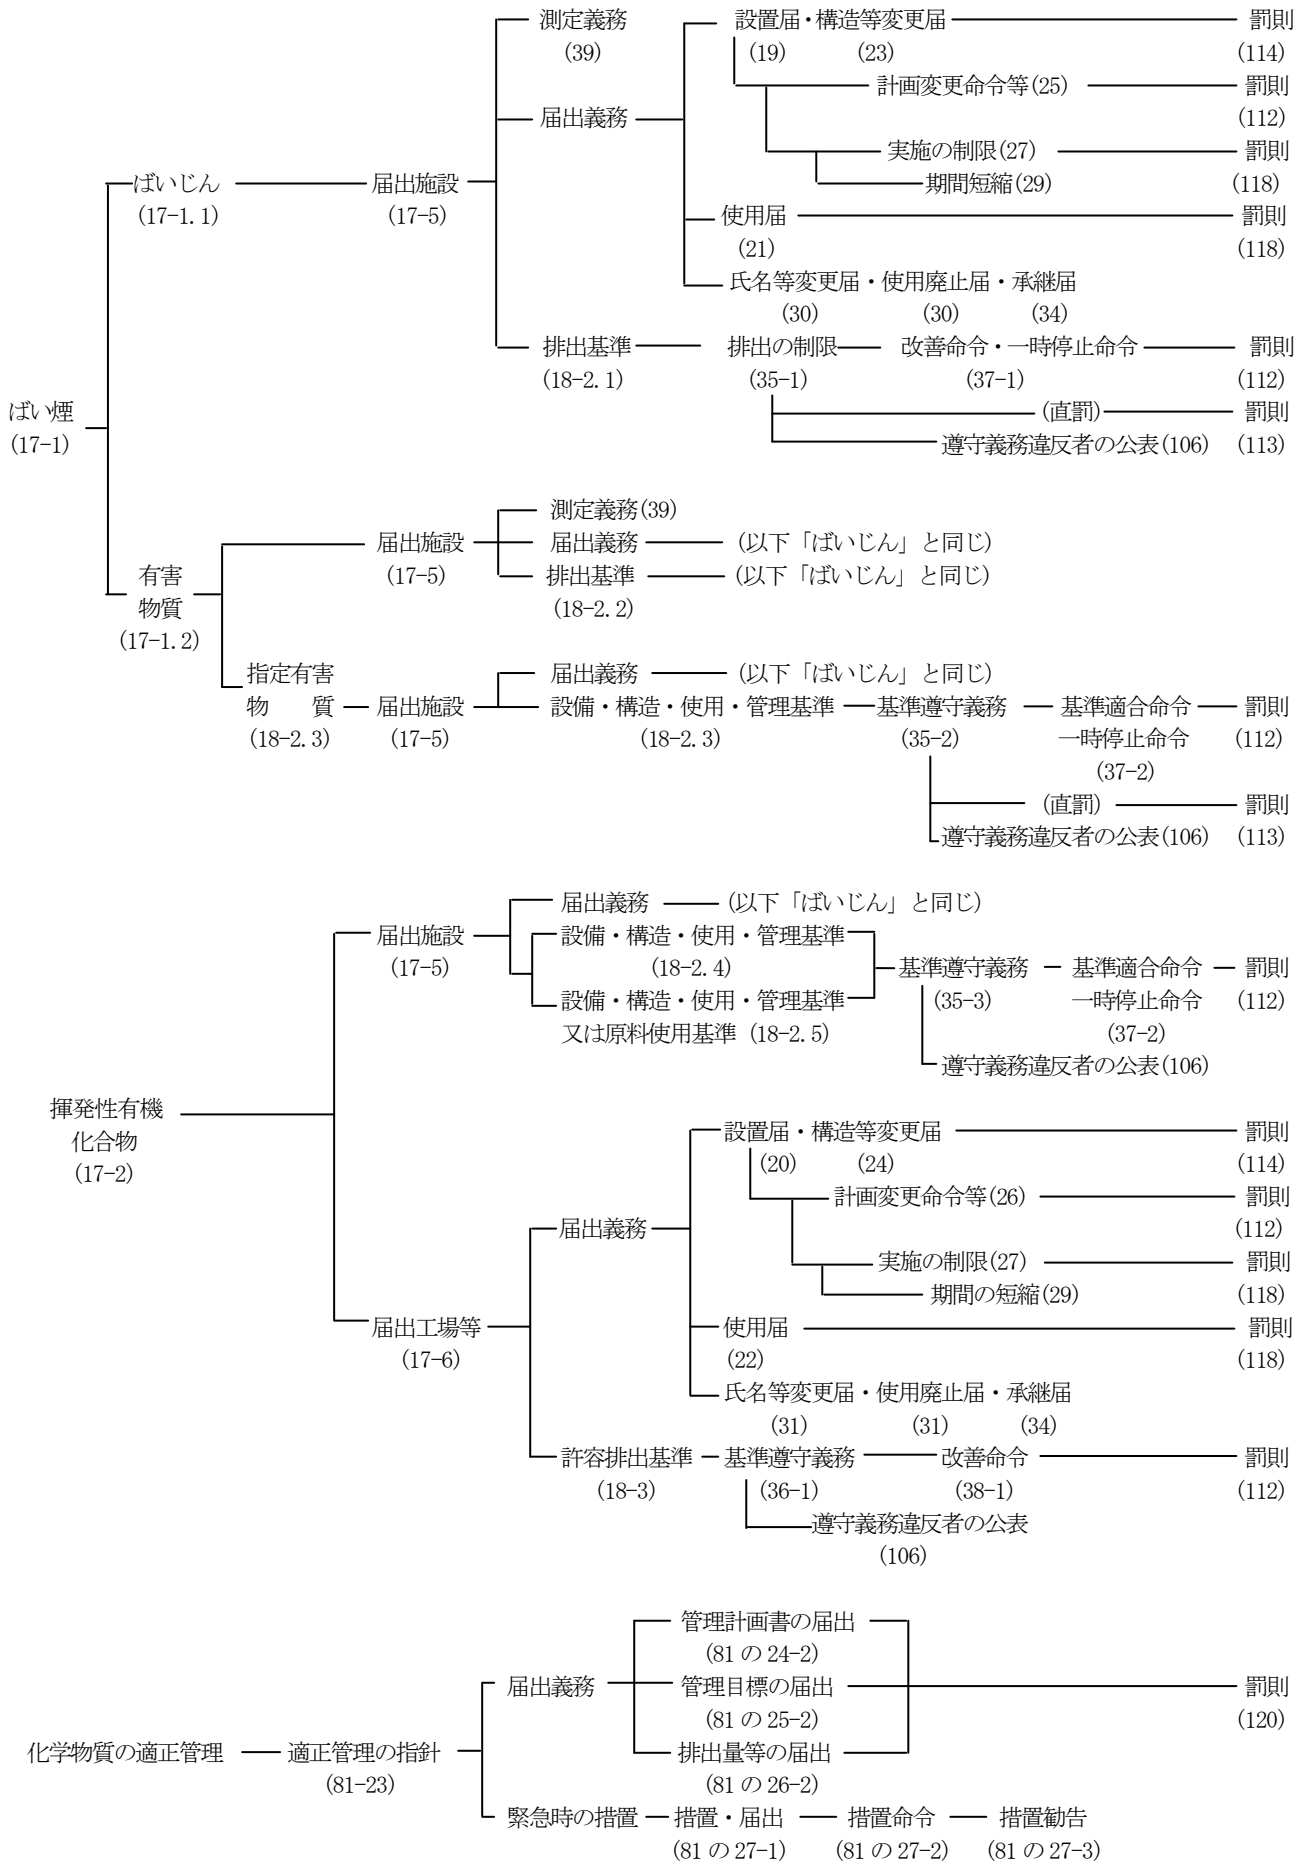 測定義務 設置届・構造等変更届 罰則
(39) (19) (23) (114)
計画変更命令等(25) 罰則
届出義務 (112)
実施の制限(27) 罰則
ばいじん 届出施設 期間短縮(29) (118)
(17-1.1) (17-5) 使用届 罰則
(21) (118)
氏名等変更届・使用廃止届・承継届
(30) (30) (34)
排出基準 排出の制限 改善命令・一時停止命令 罰則
(18-2.1) (35-1) (37-1) (112)
ばい煙 (直罰) 罰則
(17-1) 遵守義務違反者の公表(106) (113)
測定義務(39)
届出施設 届出義務 (以下「ばいじん」と同じ)
有害 (17-5) 排出基準 (以下「ばいじん」と同じ)
物質 (18-2.2)
(17-1.2)
指定有害 届出義務 (以下「ばいじん」と同じ)
物 質 届出施設 設備・構造・使用・管理基準 基準遵守義務 基準適合命令 罰則
(18-2.3) (17-5) (18-2.3) (35-2) 一時停止命令 (112)
(37-2)
(直罰) 罰則
遵守義務違反者の公表(106) (113)
届出義務 (以下「ばいじん」と同じ)
届出施設 設備・構造・使用・管理基準
(17-5) (18-2.4) 基準遵守義務 基準適合命令 罰則
設備・構造・使用・管理基準 (35-3) 一時停止命令 (112)
又は原料使用基準 (18-2.5) (37-2)
遵守義務違反者の公表(106)
揮発性有機
化合物 設置届・構造等変更届 罰則
(17-2) (20) (24) (114)
計画変更命令等(26) 罰則
届出義務 (112)
実施の制限(27) 罰則
期間の短縮(29) (118)
届出工場等 使用届 罰則
(17-6) (22) (118)
氏名等変更届・使用廃止届・承継届
(31) (31) (34)
許容排出基準 基準遵守義務 改善命令 罰則
(18-3) (36-1) (38-1) (112)
遵守義務違反者の公表
(106)
管理計画書の届出
(81の24-2)
届出義務 管理目標の届出 罰則
(81の25-2) (120)
化学物質の適正管理 適正管理の指針 排出量等の届出
(81-23) (81の26-2)
緊急時の措置 措置・届出 措置命令 措置勧告
(81の27-1) (81の27-2) (81の27-3)